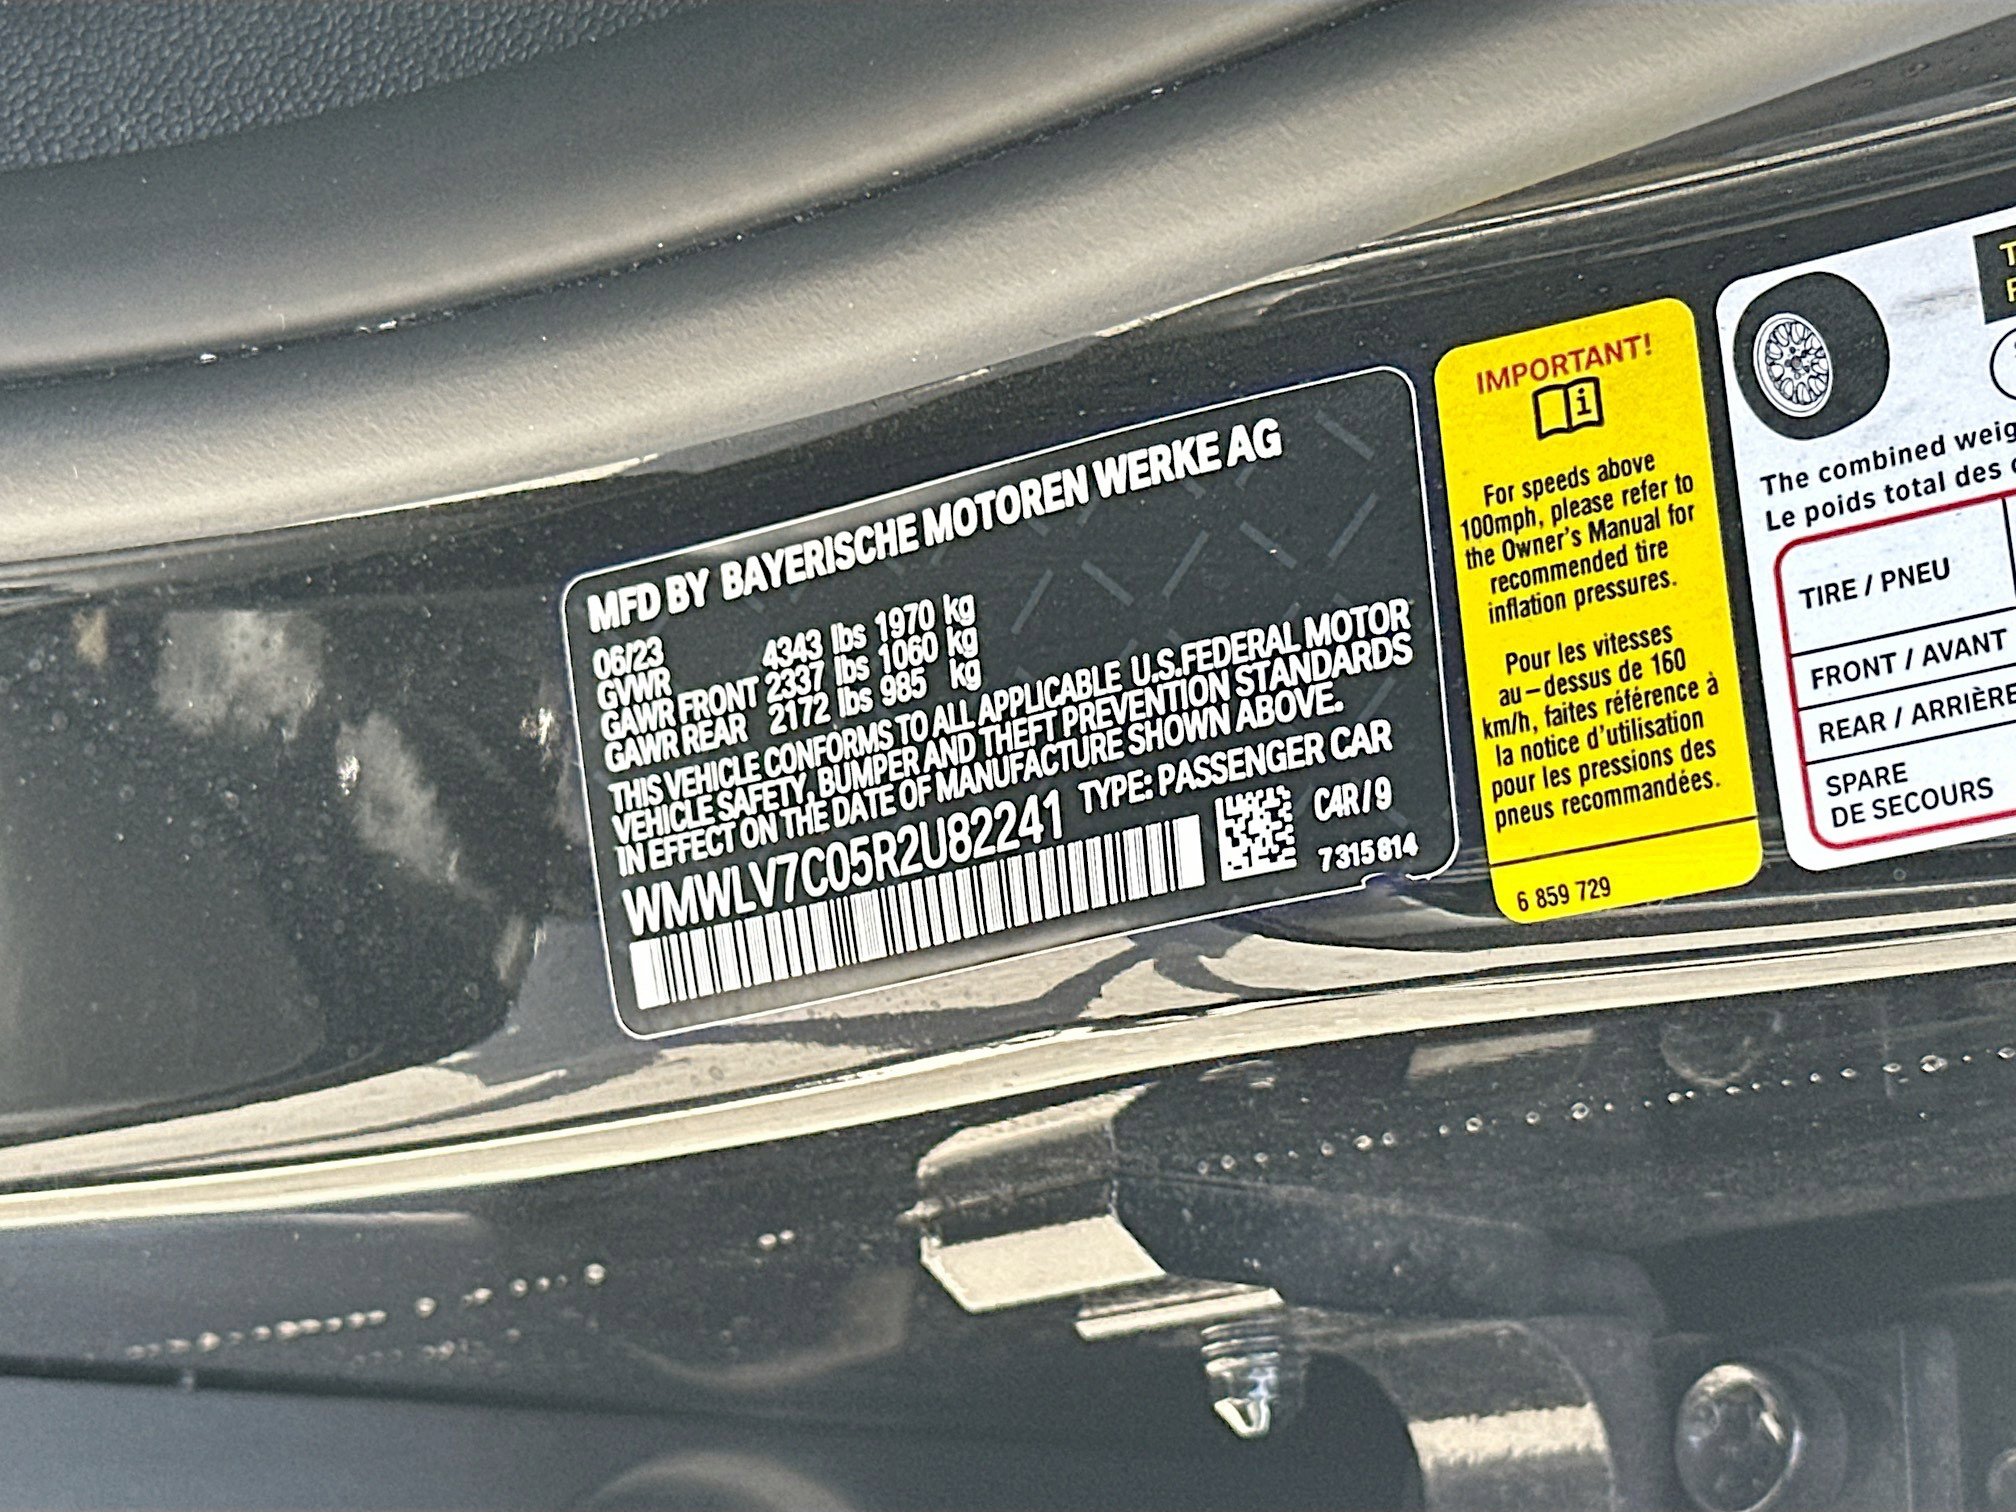 MFD BY BAYERISCHE MOTOREN WERKE AG
06/23
GVWR 4343 lbs 1970 kg
GAWR FRONT 2337 lbs 1060 kg
GAWR REAR 2172 lbs 985 kg
THIS VEHICLE CONFORMS TO ALL APPLICABLE U.S.FEDERAL MOTOR
VEHICLE SAFETY, BUMPER AND THEFT PREVENTION STANDARDS
IN EFFECT ON THE DATE OF MANUFACTURE SHOWN ABOVE.
WMWLV7C05R2U82241 TYPE: PASSENGER CAR
C4R/9
7315814
IMPORTANT!
i
For speeds above
100mph, please refer to
the Owner's Manual for
recommended tire
inflation pressures.
Pour les vitesses
au-dessus de 160
km/h, faites référence à
la notice d'utilisation
pour les pressions des
pneus recommandées.
6 859 729
The combined
Le poids total des
TIRE / PNEU
FRONT / AVANT
REAR / ARRIÈRE
SPARE
DE SECOURS